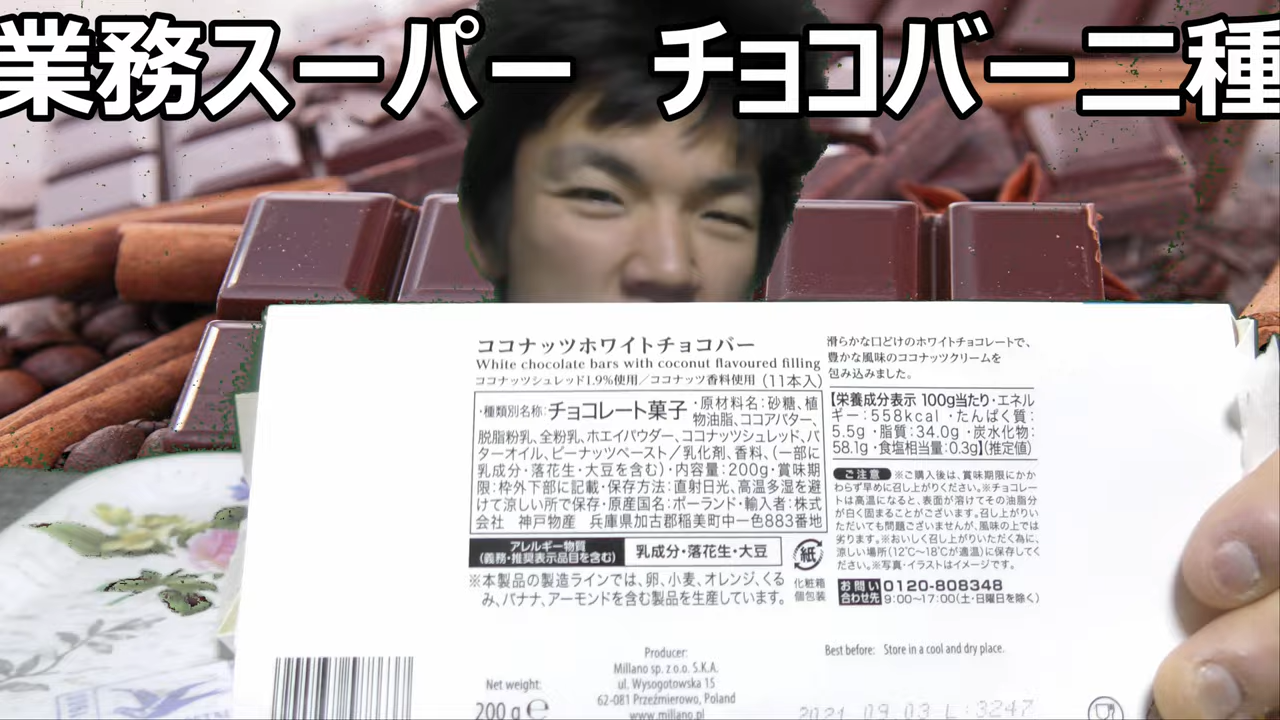 業務スーパー チョコバー二種
ココナッツホワイトチョコバー
White chocolate bars with coconut flavoured filling
ココナッツシュレッド1.9%使用／ココナッツ香料使用 (11本入)
・種類別名称：チョコレート菓子 ・原材料名：砂糖、植
物油脂、ココアバター、
脱脂粉乳、全粉乳、ホエイパウダー、ココナッツシュレッド、バ
ターオイル、ピーナッツペースト／乳化剤、香料、(一部に
乳成分・落花生・大豆を含む)・内容量：200g・賞味期
限：枠外下部に記載・保存方法：直射日光、高温多湿を避
けて涼しい所で保存・原産国名：ポーランド・輸入者：株式
会社 神戸物産 兵庫県加古郡稲美町中一色883番地
アレルギー物質
(義務・推奨表示品目を含む)
乳成分・落花生・大豆
※本製品の製造ラインでは、卵、小麦、オレンジ、くる
み、バナナ、アーモンドを含む製品を生産しています。
紙
化粧箱
個包装
滑らかな口どけのホワイトチョコレートで、
豊かな風味のココナッツクリームを
包み込みました。
【栄養成分表示 100g当たり・エネル
ギー：558kcal ・たんぱく質：
5.5g ・脂質：34.0g ・炭水化物：
58.1g ・食塩相当量：0.3g】(推定値)
ご注意 ※ご購入後は、賞味期限にかか
わらず早めに召し上がりください。※チョコレー
トは高温になると、表面が溶けてその油脂分
が白く固まることがございます。召し上がりい
ただいても問題ございませんが、風味の上では
劣ります。※おいしく召し上がりいただく為に、
涼しい場所(12℃～18℃が適温)に保存してく
ださい。※写真・イラストはイメージです。
お問い
合わせ先
0120-808348
9:00～17:00(土・日曜日を除く)
Producer:
Millano sp. z o.o. S.K.A.
ul. Wysogotowska 15
62-081 Przeźmierowo, Poland
www.millano.pl
Net weight:
200 g ℮
Best before: Store in a cool and dry place.
2021 09 03 L:3247